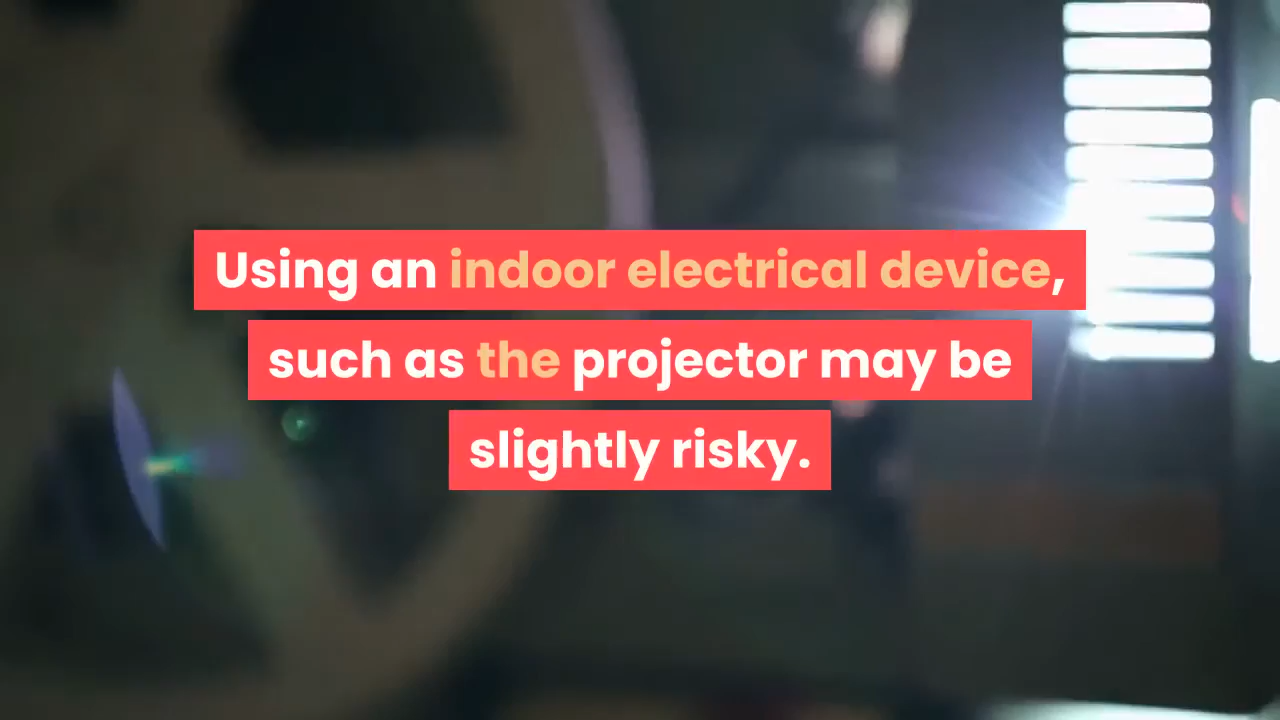 Using an indoor electrical device,
such as the projector may be
slightly risky.